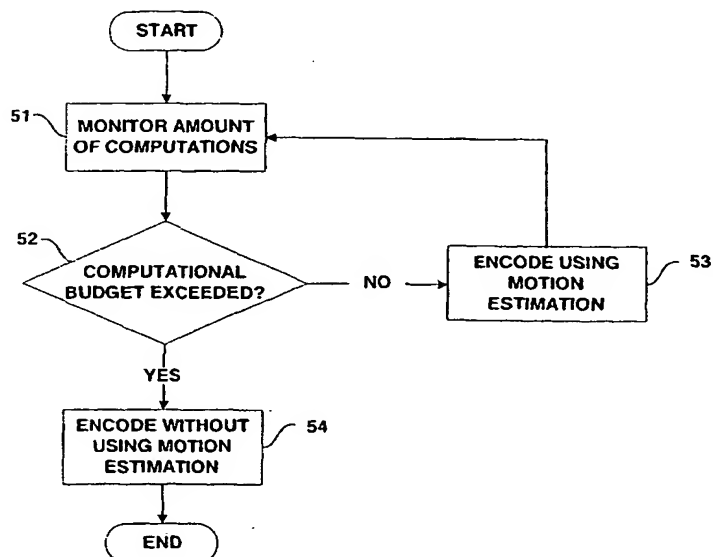 START
51
MONITOR AMOUNT
OF COMPUTATIONS
52
COMPUTATIONAL
BUDGET EXCEEDED?
NO
ENCODE USING
MOTION
ESTIMATION
53
YES
ENCODE WITHOUT
USING MOTION
ESTIMATION
54
END